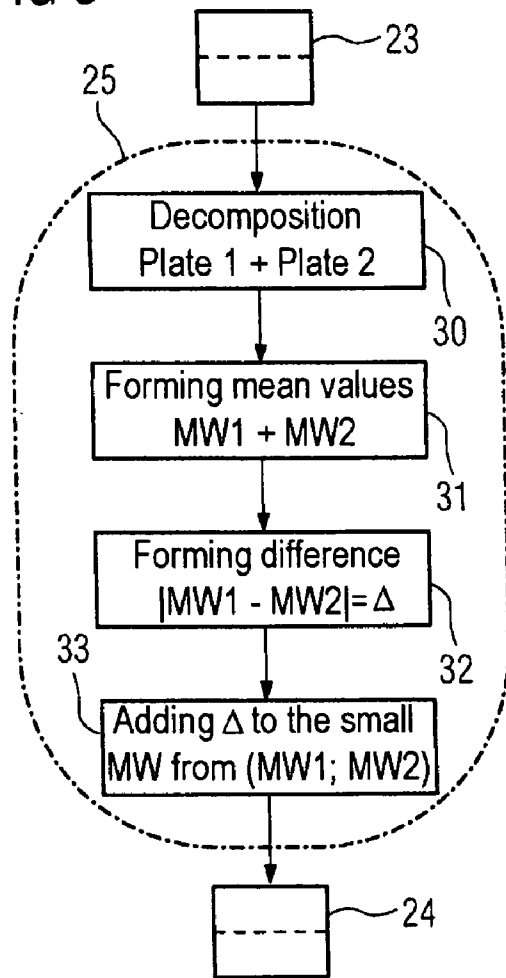 23
25
Decomposition
Plate 1 + Plate 2
30
Forming mean values
MW1 + MW2
31
Forming difference
|MW1 - MW2|= Δ
32
33
Adding Δ to the small
MW from (MW1; MW2)
24